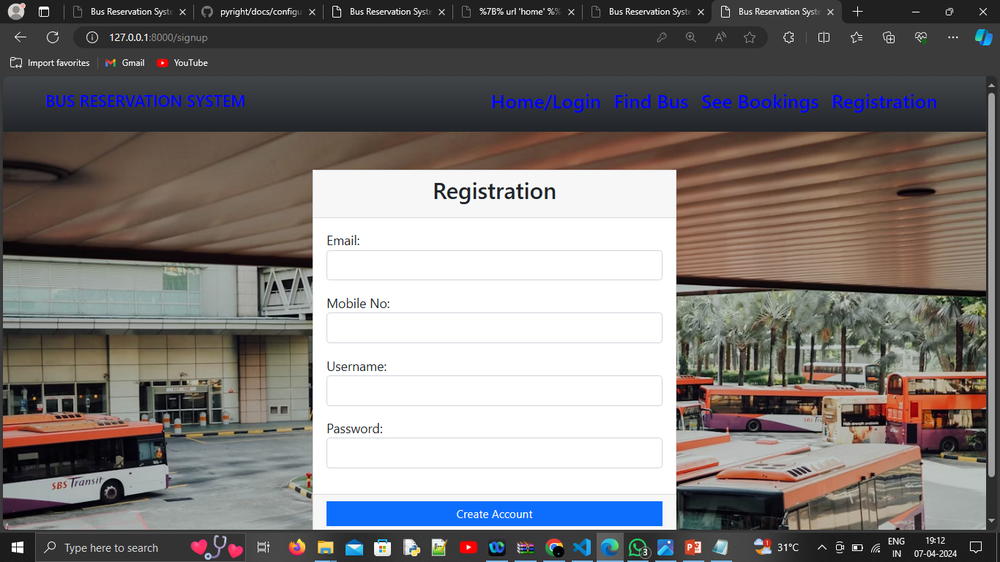 Bus Reservation Syste
pyright/docs/configu
Bus Reservation Syste
%7B% url 'home' %%
Bus Reservation Syste
Bus Reservation Syste
127.0.0.1:8000/signup
Import favorites
Gmail
YouTube
BUS RESERVATION SYSTEM
Home/Login Find Bus See Bookings Registration
Registration
Email:
Mobile No:
Username:
Password:
SBS Transit
SBS Transit
Create Account
Type here to search
3
1
31°C
ENG
IN
19:12
07-04-2024